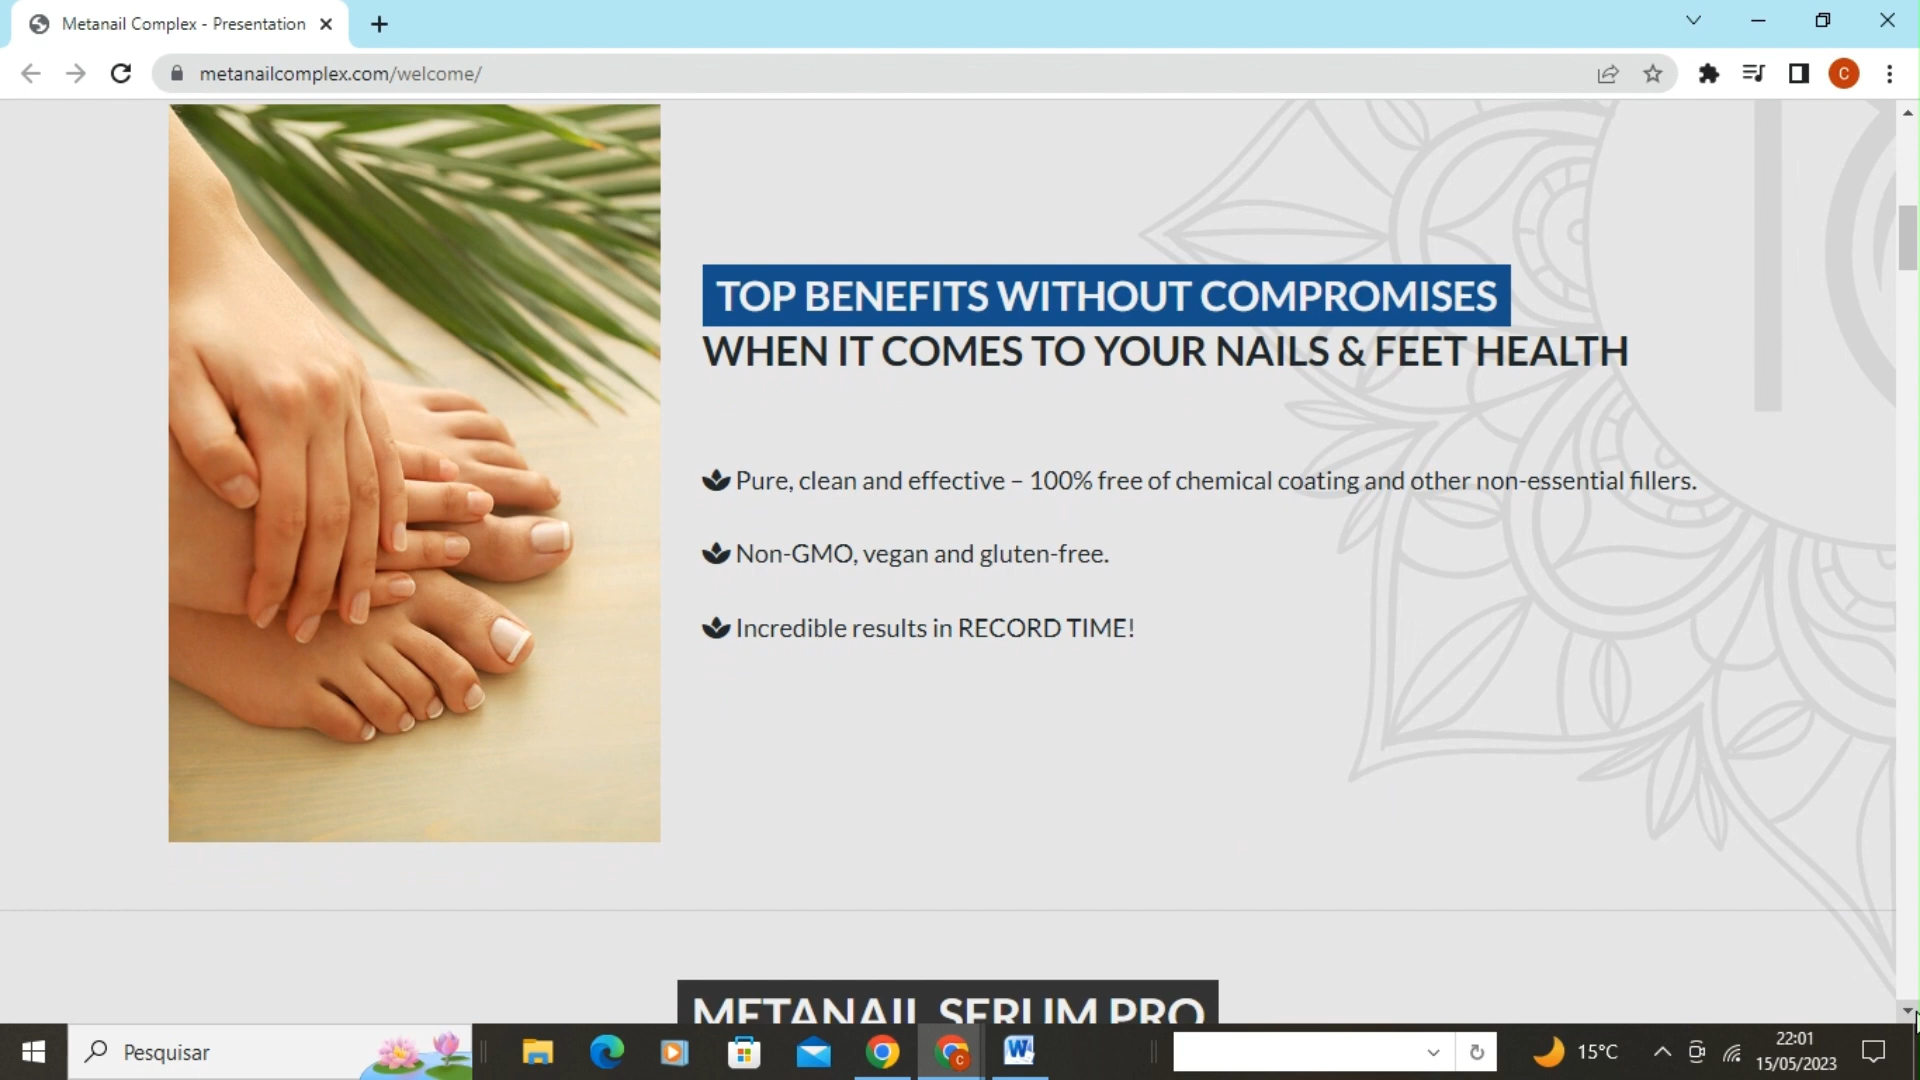 Metanail Complex - Presentation
metanailcomplex.com/welcome/
C
TOP BENEFITS WITHOUT COMPROMISES
WHEN IT COMES TO YOUR NAILS & FEET HEALTH
Pure, clean and effective – 100% free of chemical coating and other non-essential fillers.
Non-GMO, vegan and gluten-free.
Incredible results in RECORD TIME!
METANAIL SERUM PRO
Pesquisar
C
W
15°C
22:01
15/05/2023